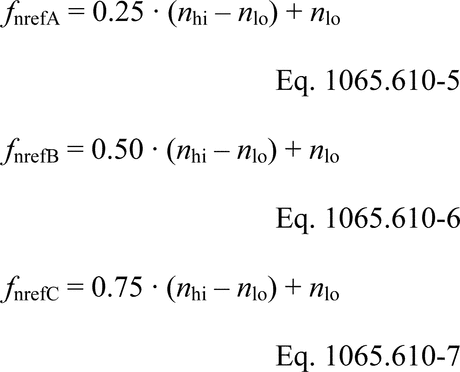 fnrefA = 0.25 · (nhi – nlo) + nlo
Eq. 1065.610-5
fnrefB = 0.50 · (nhi – nlo) + nlo
Eq. 1065.610-6
fnrefC = 0.75 · (nhi – nlo) + nlo
Eq. 1065.610-7